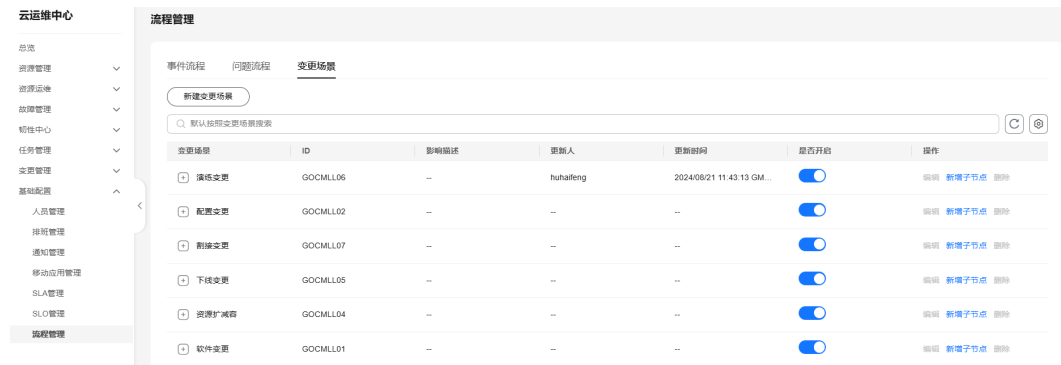 云运维中心
总览
资源管理
资源运维
故障管理
韧性中心
任务管理
变更管理
基础配置
人员管理
排班管理
通知管理
移动应用管理
SLA管理
SLO管理
流程管理
流程管理
事件流程 问题流程 变更场景
新建变更场景
默认按照变更场景搜索
变更场景 ID 影响描述 更新人 更新时间 是否开启 操作
演练变更 GOCMLL06 -- huhaifeng 2024/08/21 11:43:13 GM... 编辑 新增子节点 删除
配置变更 GOCMLL02 -- -- -- 编辑 新增子节点 删除
割接变更 GOCMLL07 -- -- -- 编辑 新增子节点 删除
下线变更 GOCMLL05 -- -- -- 编辑 新增子节点 删除
资源扩减容 GOCMLL04 -- -- -- 编辑 新增子节点 删除
软件变更 GOCMLL01 -- -- -- 编辑 新增子节点 删除